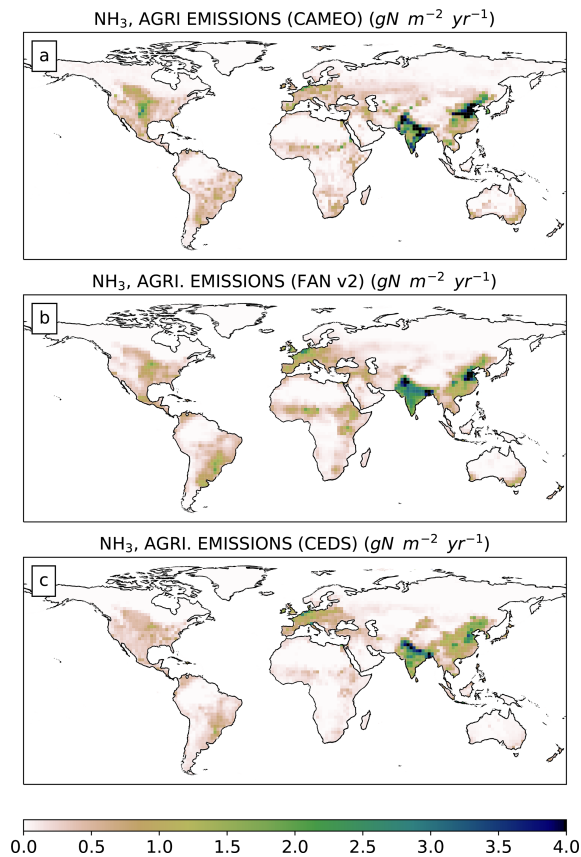 NH₃, AGRI EMISSIONS (CAMEO) (gN m⁻² yr⁻¹)
a
NH₃, AGRI. EMISSIONS (FAN v2) (gN m⁻² yr⁻¹)
b
NH₃, AGRI. EMISSIONS (CEDS) (gN m⁻² yr⁻¹)
c
0.0 0.5 1.0 1.5 2.0 2.5 3.0 3.5 4.0